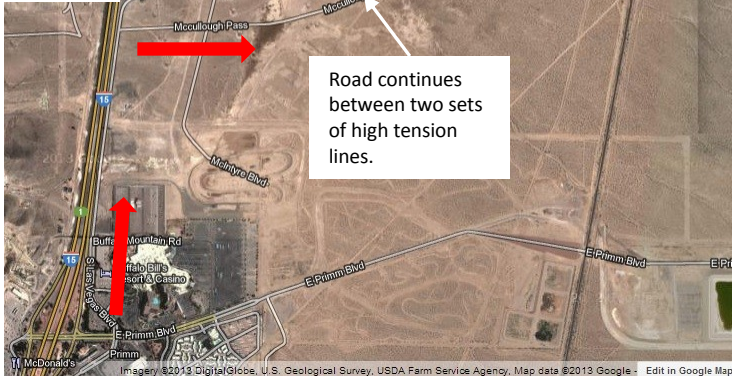 Mccullough Pass
Mccullo
15
Road continues
between two sets
of high tension
lines.
McIntyre Blvd
1
Buffalo Mountain Rd
15
Buffalo Bill's
Resort & Casino
S Las Vegas Blvd
E Primm Blvd
E Primm Blvd
E Pri
E Primm Blvd
Primm
McDonald's
Imagery ©2013 DigitalGlobe, U.S. Geological Survey, USDA Farm Service Agency, Map data ©2013 Google -
Edit in Google Map